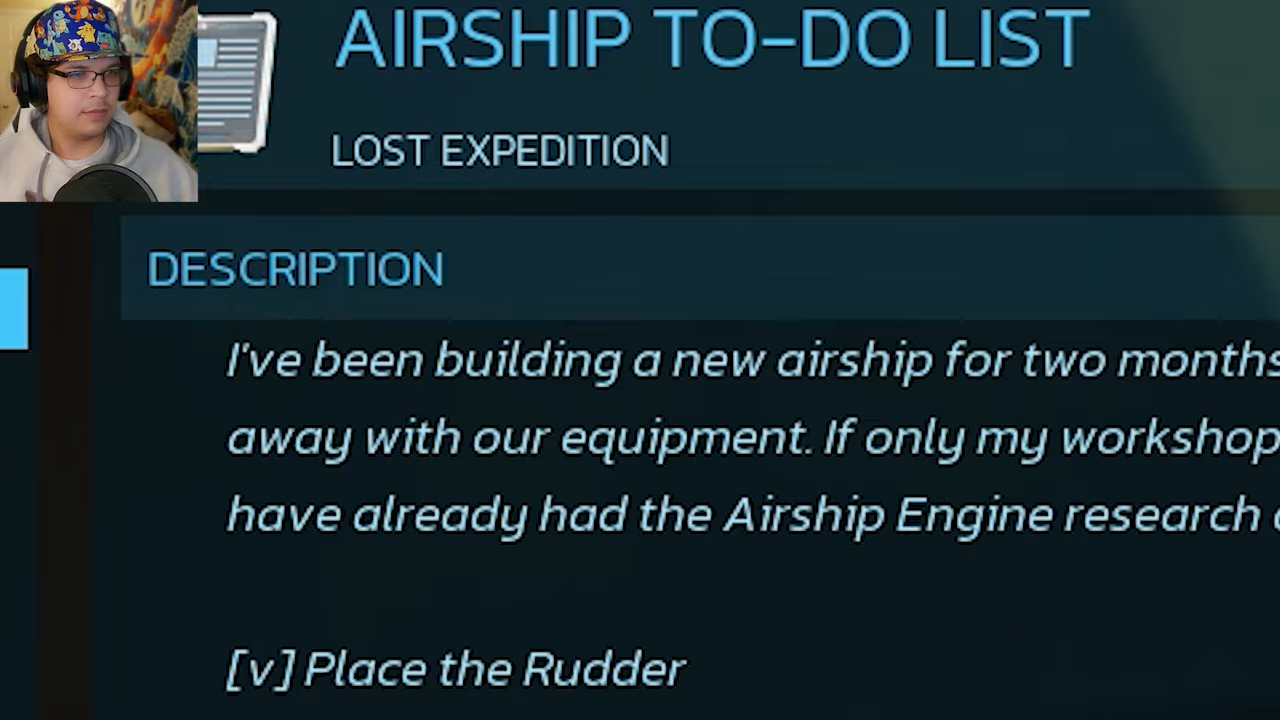 AIRSHIP TO-DO LIST
LOST EXPEDITION
DESCRIPTION
I've been building a new airship for two months
away with our equipment. If only my workshop
have already had the Airship Engine research
[v] Place the Rudder